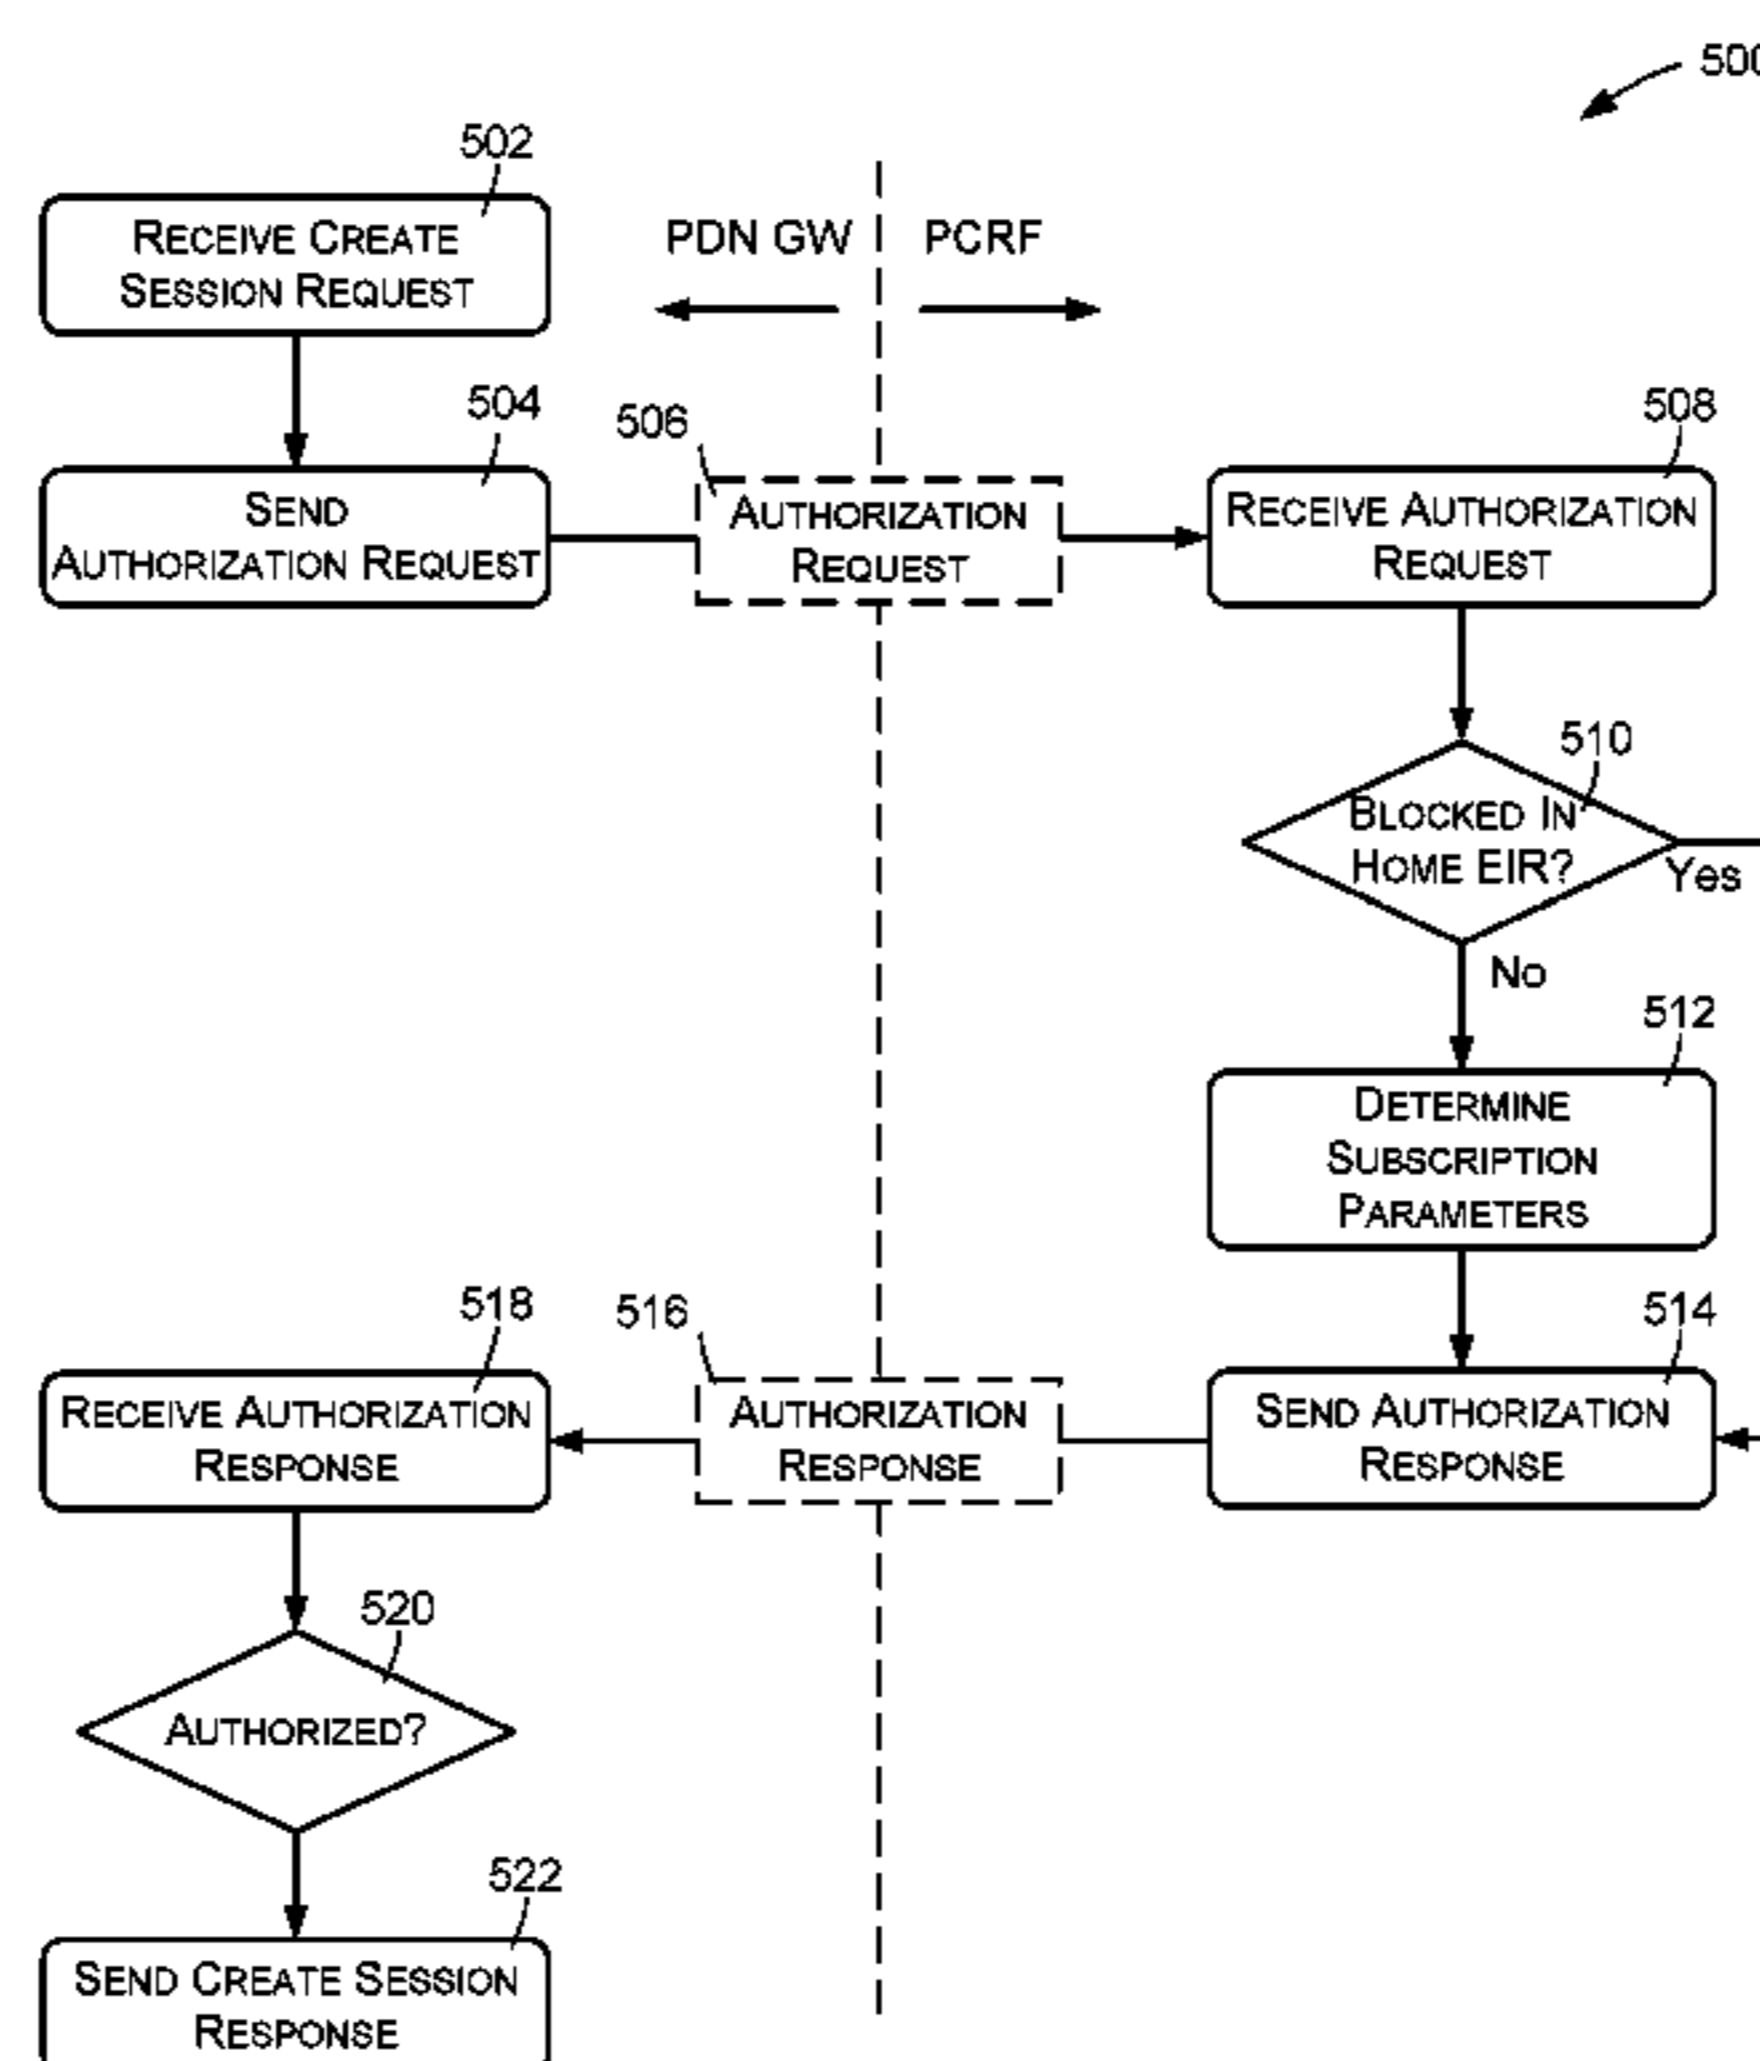 500
502
RECEIVE CREATE
SESSION REQUEST
PDN GW
PCRF
504
SEND
AUTHORIZATION REQUEST
506
AUTHORIZATION
REQUEST
508
RECEIVE AUTHORIZATION
REQUEST
510
BLOCKED IN
HOME EIR?
Yes
No
512
DETERMINE
SUBSCRIPTION
PARAMETERS
514
SEND AUTHORIZATION
RESPONSE
516
AUTHORIZATION
RESPONSE
518
RECEIVE AUTHORIZATION
RESPONSE
520
AUTHORIZED?
522
SEND CREATE SESSION
RESPONSE